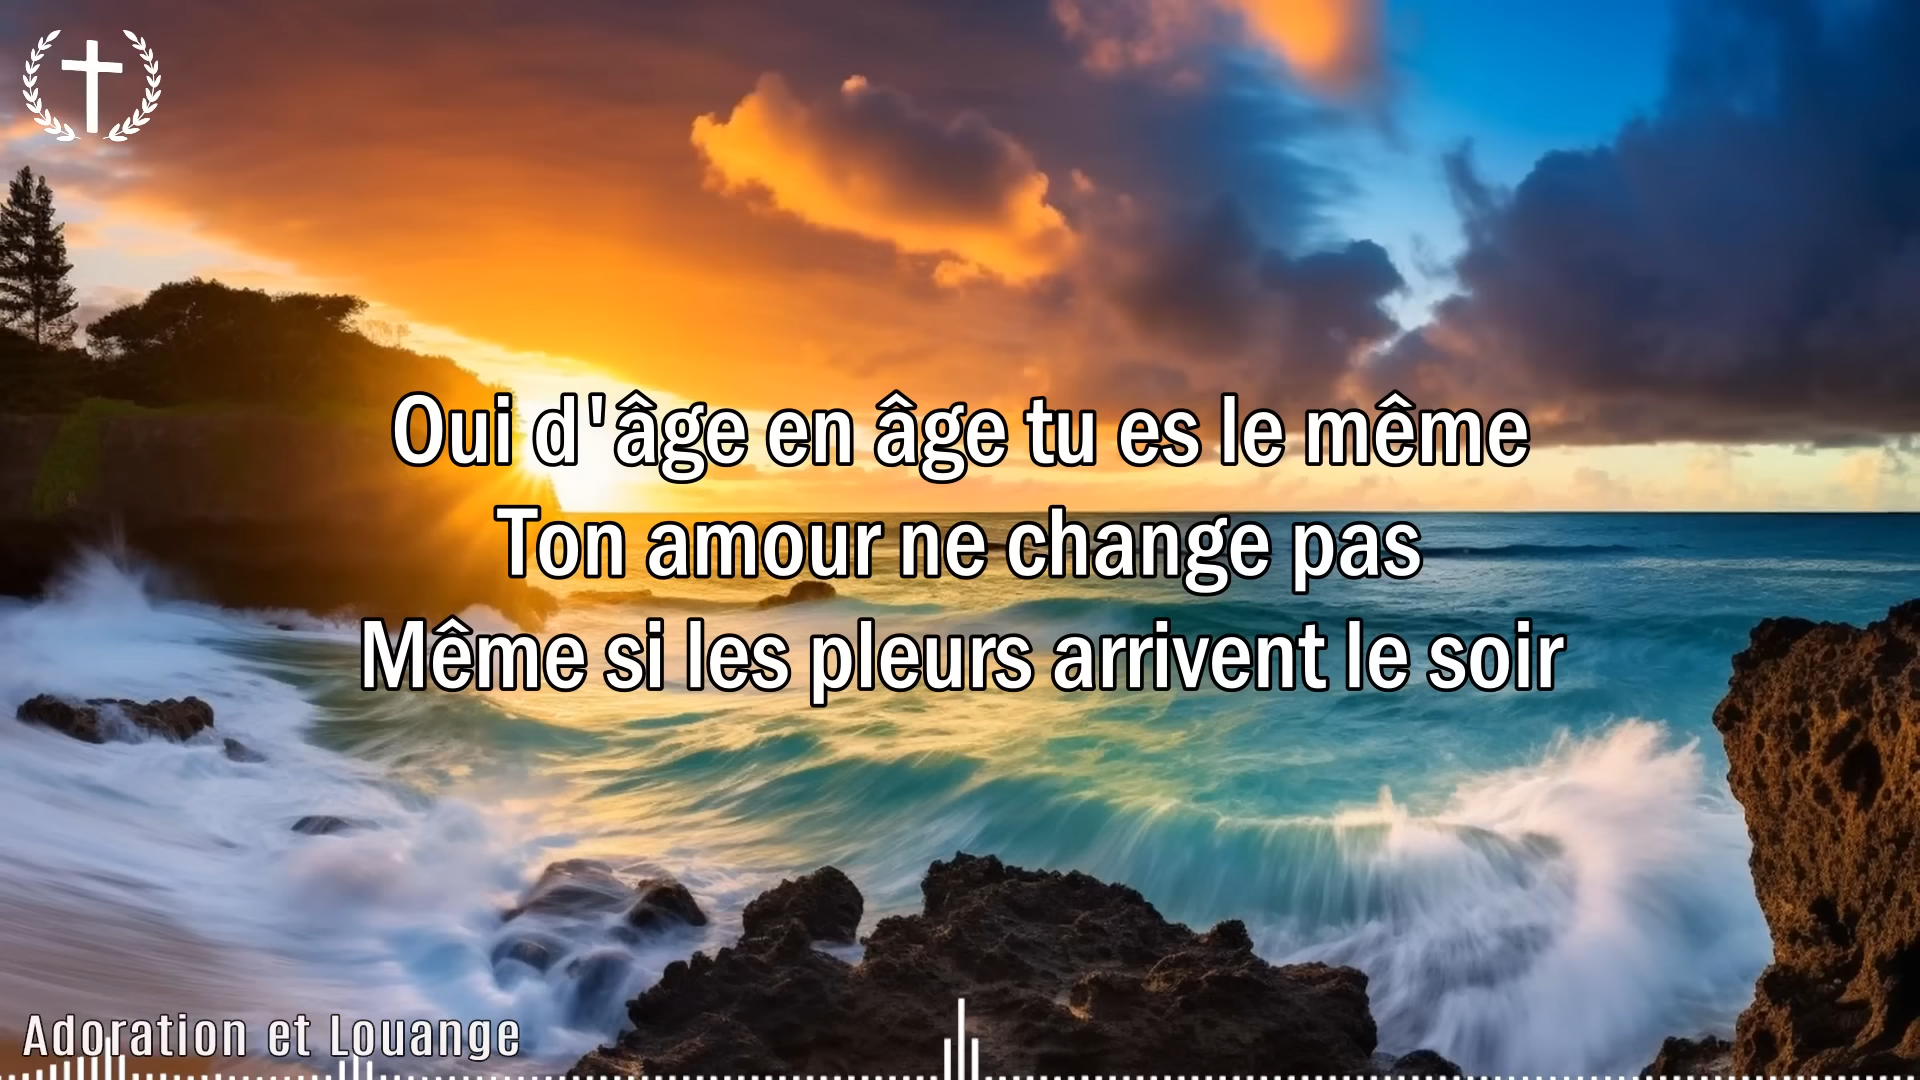 Oui d'âge en âge tu es le même
Ton amour ne change pas
Même si les pleurs arrivent le soir
Adoration et Louange